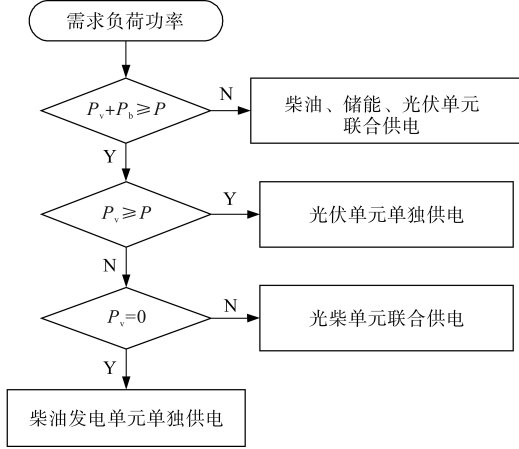 需求负荷功率
Pv+Pb≥P
N
柴油、储能、光伏单元
联合供电
Y
Pv≥P
Y
光伏单元单独供电
N
Pv=0
N
光柴单元联合供电
Y
柴油发电单元单独供电